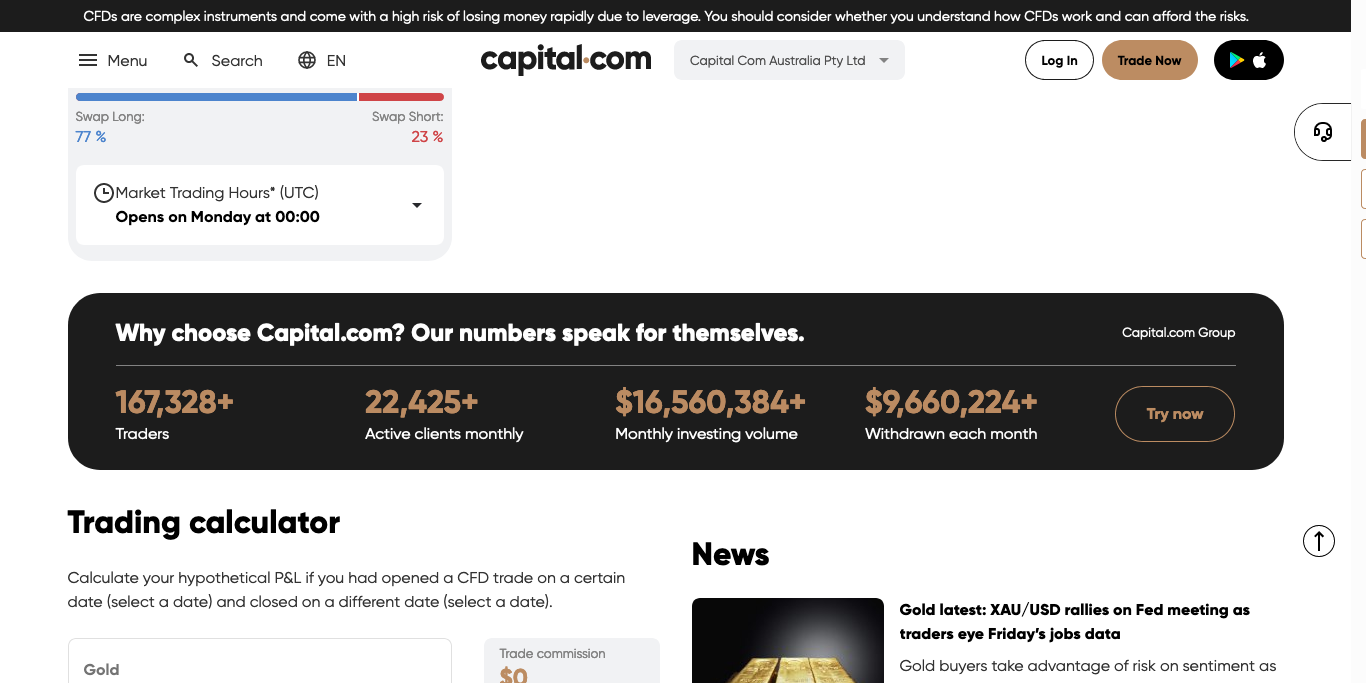 CFDs are complex instruments and come with a high risk of losing money rapidly due to leverage. You should consider whether you understand how CFDs work and can afford the risks.
Menu Search EN capital.com Capital Com Australia Pty Ltd Log In Trade Now
Swap Long: Swap Short:
77 % 23 %
Market Trading Hours* (UTC)
Opens on Monday at 00:00
Why choose Capital.com? Our numbers speak for themselves. Capital.com Group
167,328+ 22,425+ $16,560,384+ $9,660,224+ Try now
Traders Active clients monthly Monthly investing volume Withdrawn each month
Trading calculator
Calculate your hypothetical P&L if you had opened a CFD trade on a certain
date (select a date) and closed on a different date (select a date).
Gold
Trade commission
$0
News
Gold latest: XAU/USD rallies on Fed meeting as
traders eye Friday’s jobs data
Gold buyers take advantage of risk on sentiment as